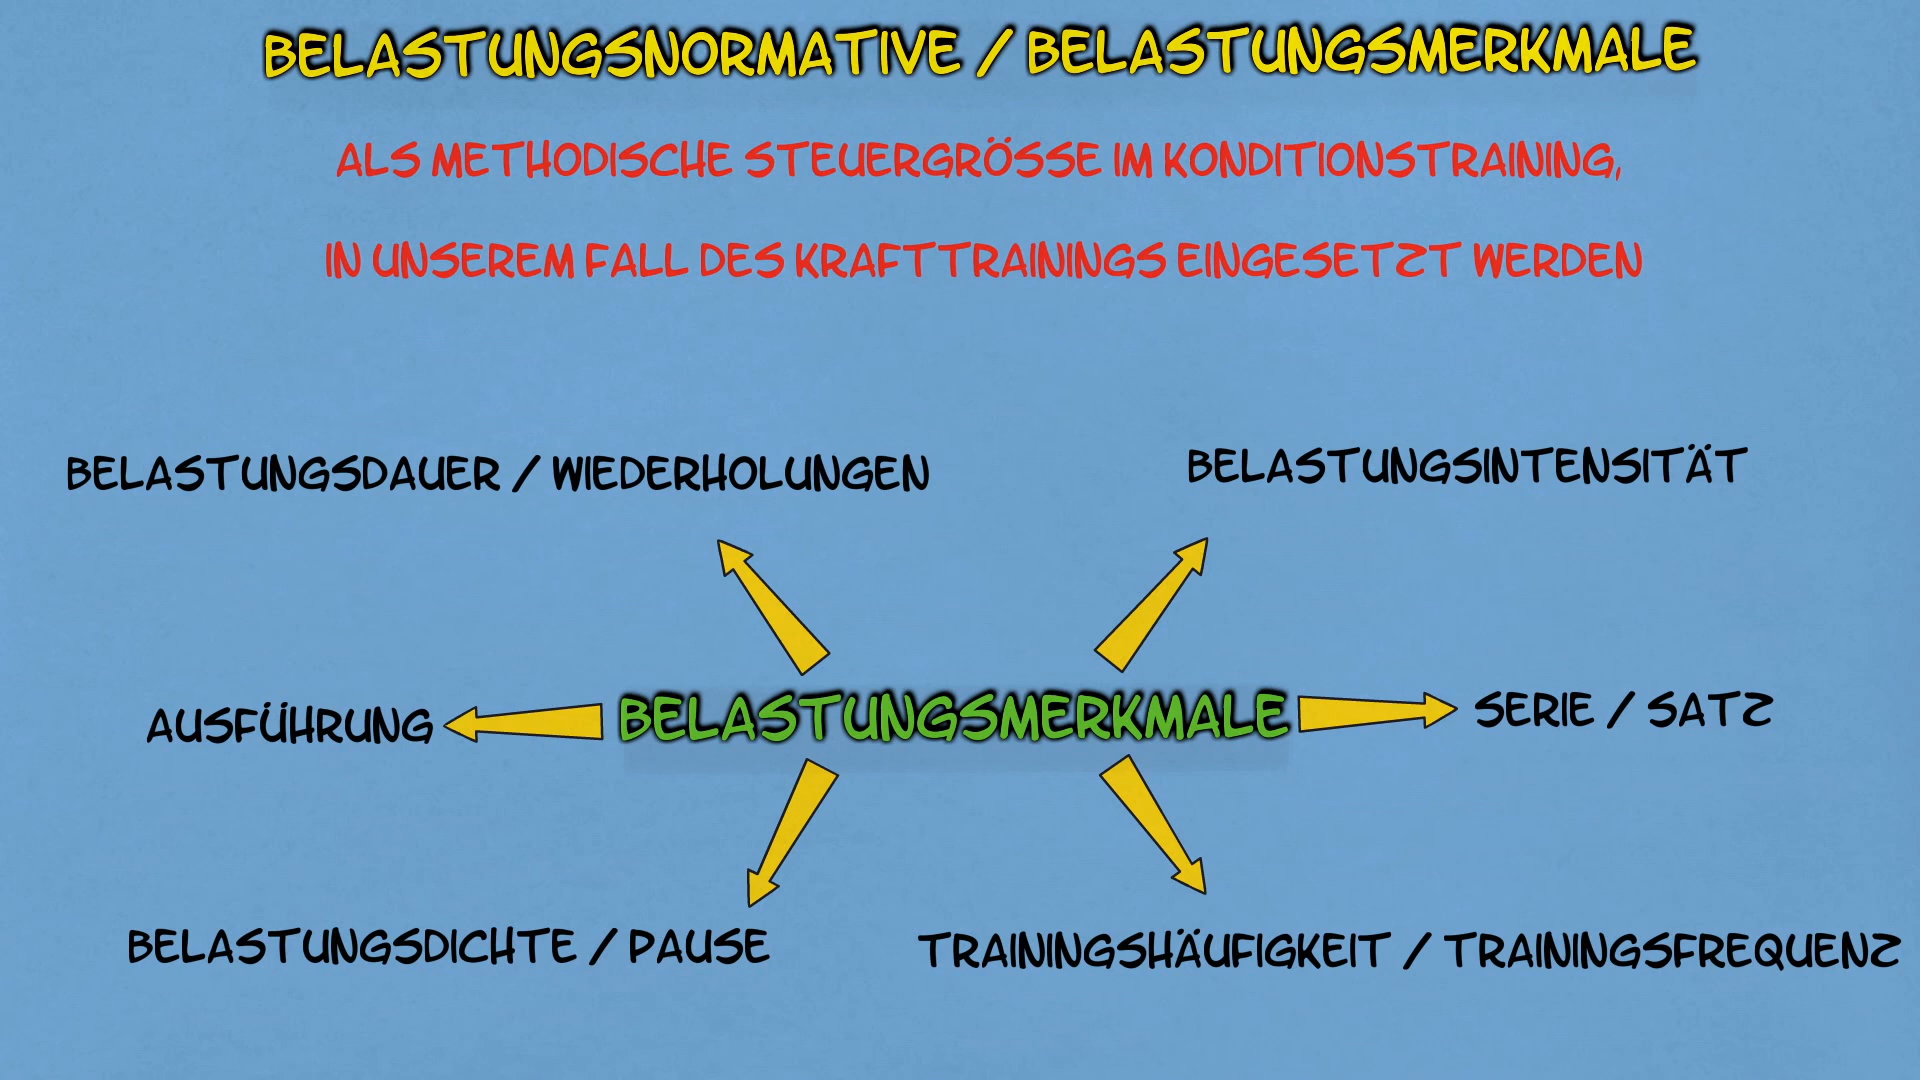 BELASTUNGSNORMATIVE / BELASTUNGSMERKMALE
ALS METHODISCHE STEUERGRÖSSE IM KONDITIONSTRAINING,
IN UNSEREM FALL DES KRAFTTRAININGS EINGESETZT WERDEN
BELASTUNGSDAUER / WIEDERHOLUNGEN
BELASTUNGSINTENSITÄT
AUSFÜHRUNG
BELASTUNGSMERKMALE
SERIE / SATZ
BELASTUNGSDICHTE / PAUSE
TRAININGSHÄUFIGKEIT / TRAININGSFREQUENZ